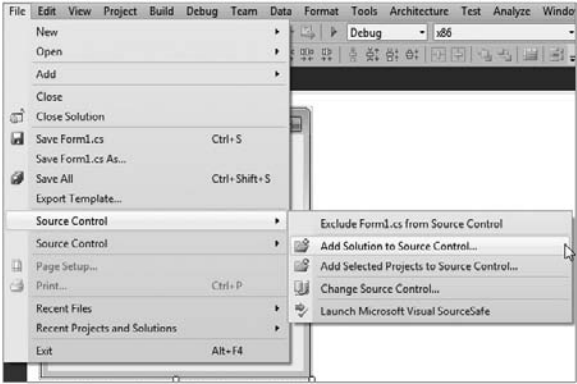 File Edit View Project Build Debug Team Data Format Tools Architecture Test Analyze Windo
Debug x86
New
Open
Add
Close
Close Solution
Save Form1.cs Ctrl+S
Save Form1.cs As...
Save All Ctrl+Shift+S
Export Template...
Source Control
Exclude Form1.cs from Source Control
Source Control
Add Solution to Source Control...
Page Setup...
Add Selected Projects to Source Control...
Print... Ctrl+P
Change Source Control...
Recent Files
Launch Microsoft Visual SourceSafe
Recent Projects and Solutions
Exit Alt+F4